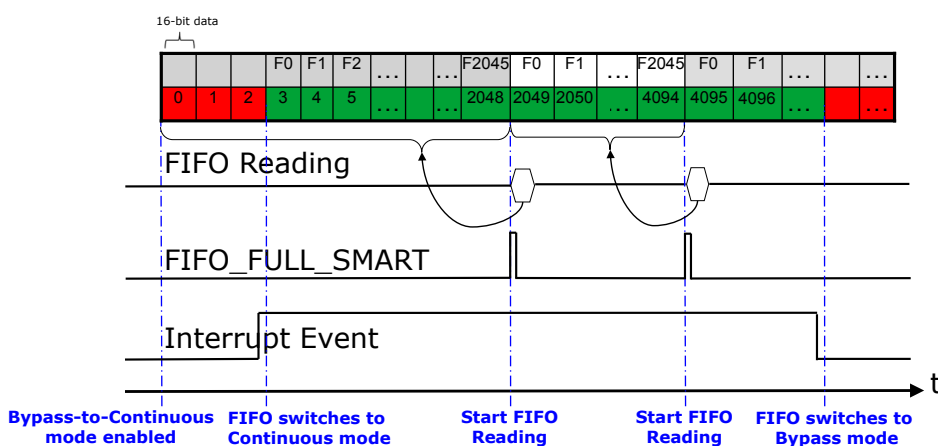 16-bit data
F0 F1 F2 ... ... F2045 F0 F1 ... F2045 F0 F1 ... ...
0 1 2 3 4 5 ... ... 2048 2049 2050 ... 4094 4095 4096 ... ...
FIFO Reading
FIFO_FULL_SMART
Interrupt Event
t
Bypass-to-Continuous mode enabled
FIFO switches to Continuous mode
Start FIFO Reading
Start FIFO Reading
FIFO switches to Bypass mode